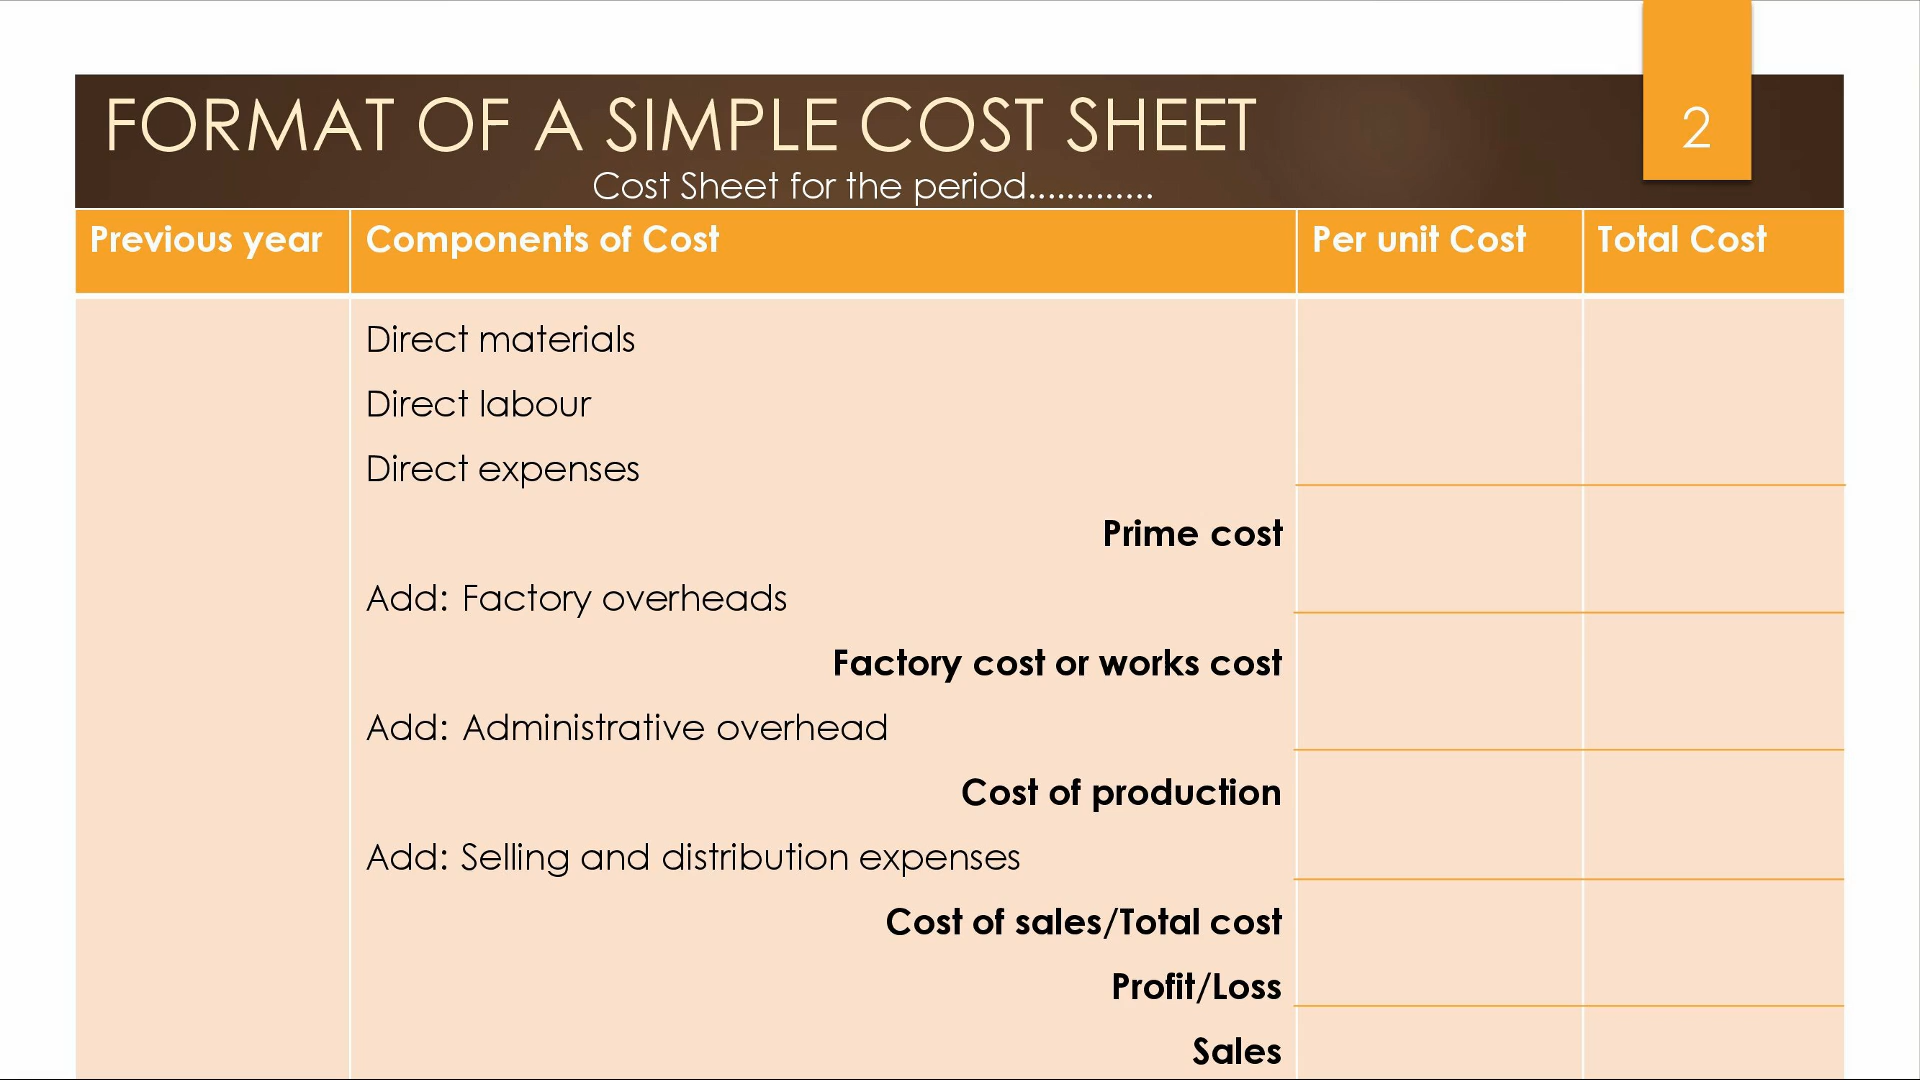 FORMAT OF A SIMPLE COST SHEET
2
Cost Sheet for the period.............
Previous year Components of Cost Per unit Cost Total Cost
Direct materials
Direct labour
Direct expenses
Prime cost
Add: Factory overheads
Factory cost or works cost
Add: Administrative overhead
Cost of production
Add: Selling and distribution expenses
Cost of sales/Total cost
Profit/Loss
Sales